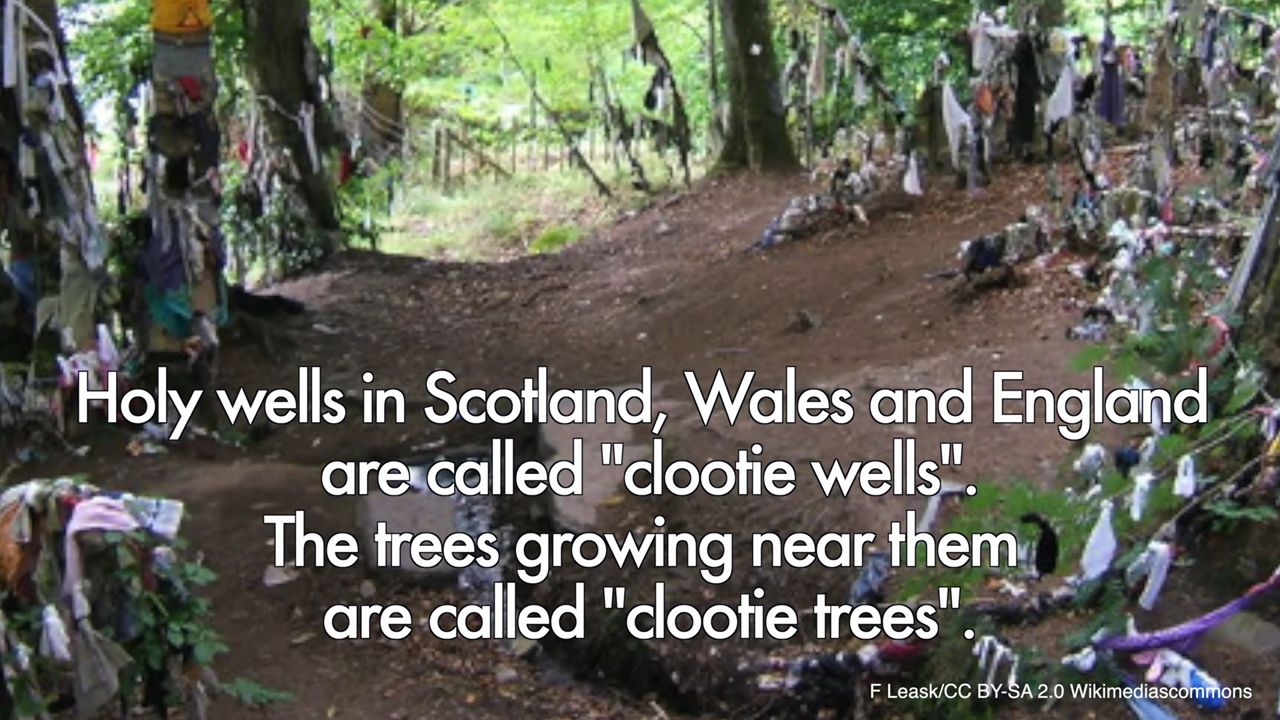 Holy wells in Scotland, Wales and England
are called "clootie wells".
The trees growing near them
are called "clootie trees".
F Leask/CC BY-SA 2.0 Wikimediascommons